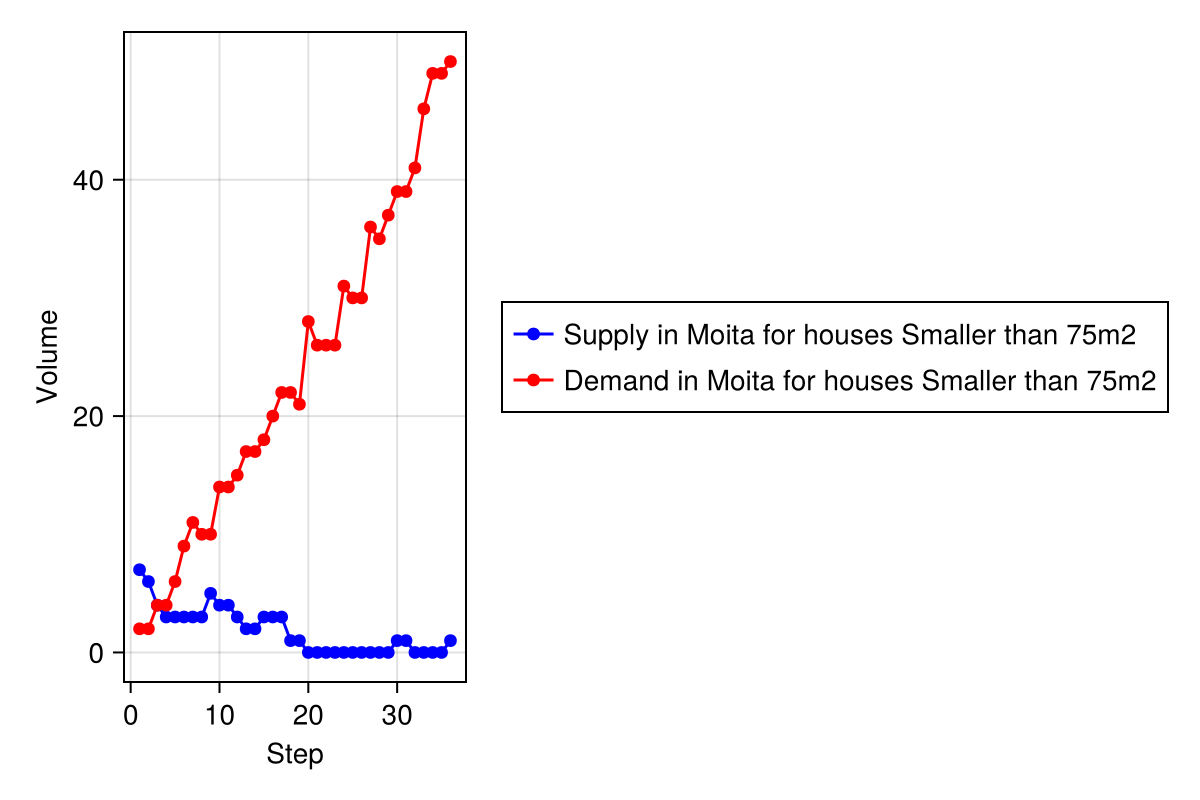 Volume
40
20
0
0 10 20 30
Step
Supply in Moita for houses Smaller than 75m2
Demand in Moita for houses Smaller than 75m2